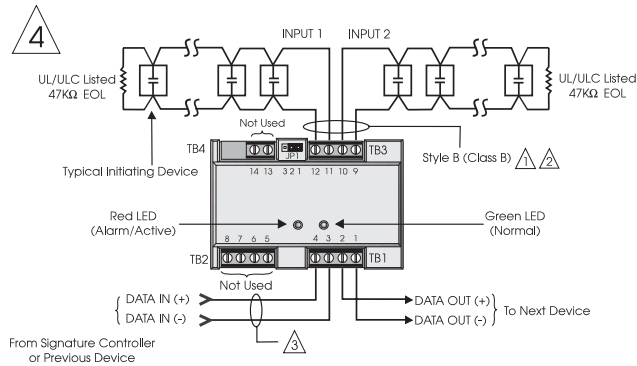 4
INPUT 1
INPUT 2
UL/ULC Listed
47KΩ EOL
UL/ULC Listed
47KΩ EOL
Typical Initiating Device
Not Used
TB4
JP1
TB3
Style B (Class B)
1
2
14 13 3 2 1 12 11 10 9
Red LED
(Alarm/Active)
Green LED
(Normal)
8 7 6 5 4 3 2 1
TB2
TB1
Not Used
DATA IN (+)
DATA IN (-)
DATA OUT (+)
DATA OUT (-)
To Next Device
3
From Signature Controller
or Previous Device